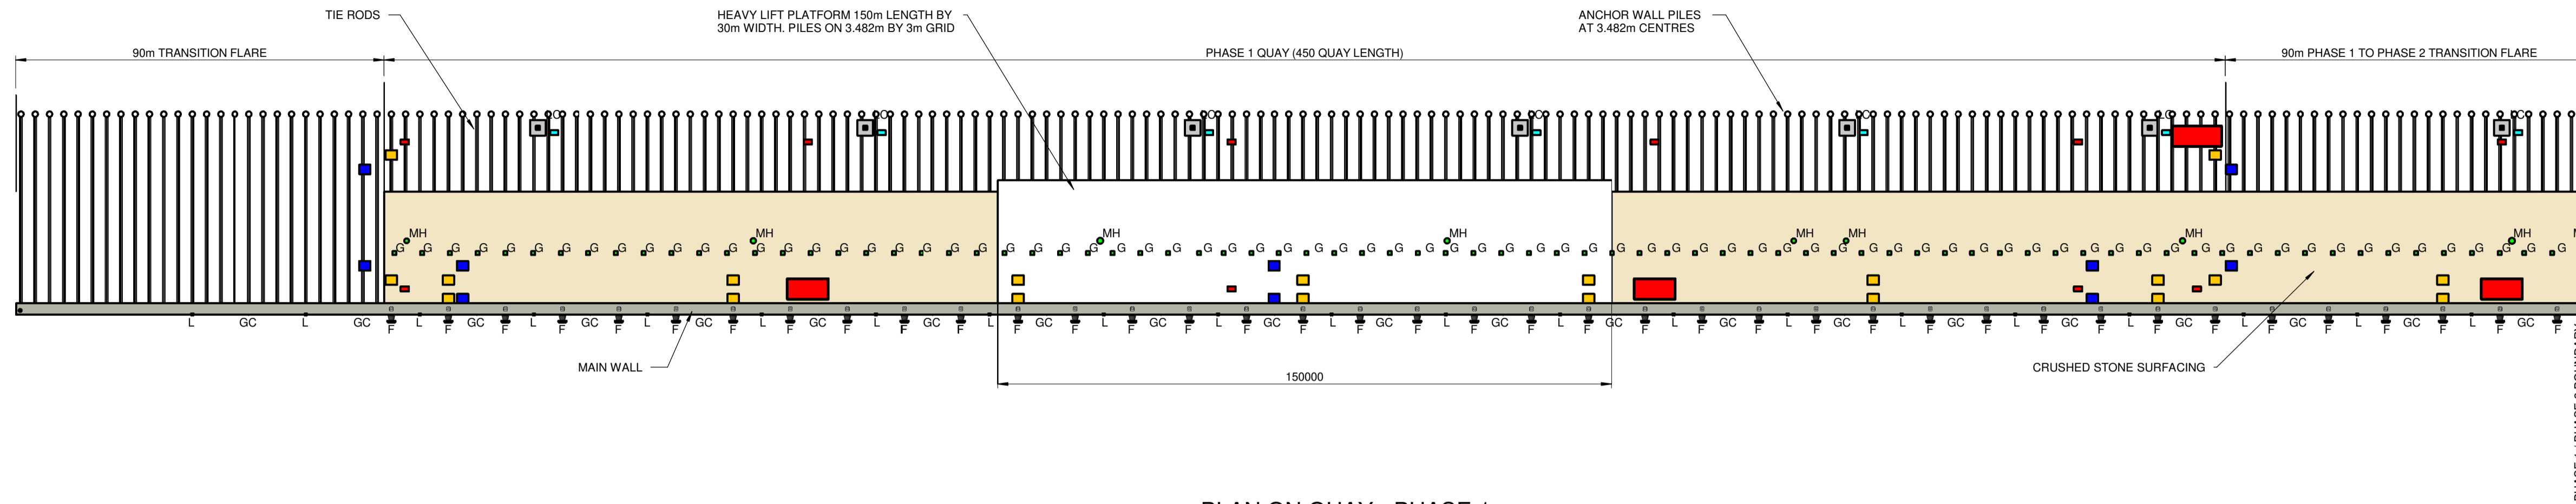 TIE RODS
HEAVY LIFT PLATFORM 150m LENGTH BY
30m WIDTH. PILES ON 3.482m BY 3m GRID
ANCHOR WALL PILES
AT 3.482m CENTRES
90m TRANSITION FLARE
PHASE 1 QUAY (450 QUAY LENGTH)
90m PHASE 1 TO PHASE 2 TRANSITION FLARE
MH MH MH MH MH MH MH MH
G G G G G G G G G G G G G G G G G G G G G G G G G G G G G G G G G G G G G G G G G G G G G G G G G G G G G G G G G G G G G G G G G G G G G G G G G G G G G G G G
L GC L GC L GC L GC L GC L GC L GC L GC L GC L GC L GC L GC L GC L GC L GC L GC L GC L GC L GC L GC L GC
F F F F F F F F F F F F F F F F F F F F F F F F F F F F F F F F F F F F F F F
MAIN WALL
150000
CRUSHED STONE SURFACING